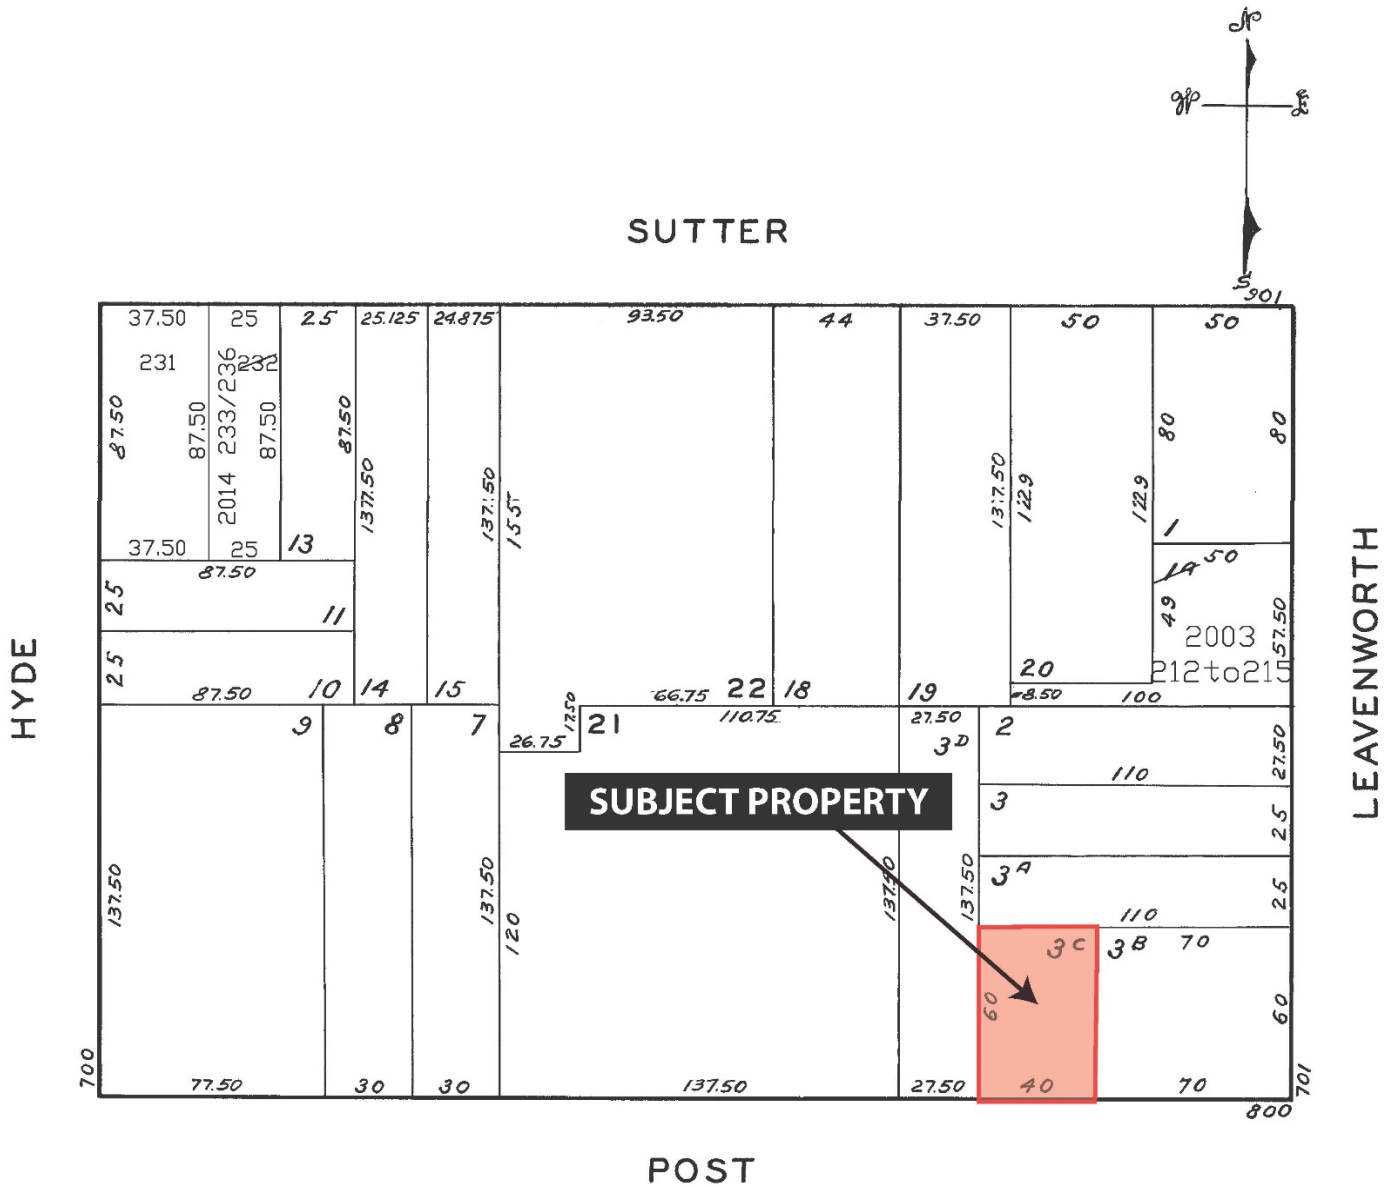 N
W E
S
SUTTER
901
37.50 25 25 25.125 24.875 93.50 44 37.50 50 50
231 232
2014 233/236
87.50 87.50 87.50 87.50
137.50 137.50 155 137.50 122.9 122.9 80 80
37.50 25 13 1
87.50 50
25 11 1A
49 57.50
2003
212to215
25 20
87.50 10 14 15 66.75 22 18 19 8.50 100
9 8 7 17.50 21 110.75 27.50 2
26.75 3D 27.50
110
SUBJECT PROPERTY
3 25
3A 25
137.50 137.50 120 137.50 137.50
110
3C 3B 70
60 60
700 77.50 30 30 137.50 27.50 40 70 701
800
HYDE
LEAVENWORTH
POST